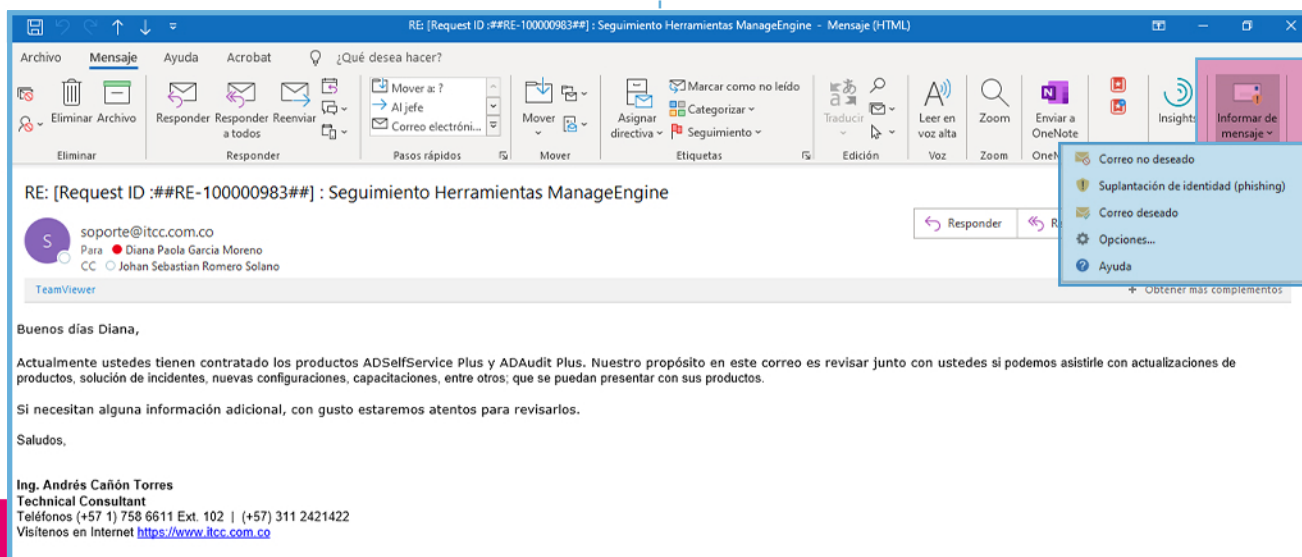 RE: [Request ID :##RE-100000983##] : Seguimiento Herramientas ManageEngine - Mensaje (HTML)
Archivo Mensaje Ayuda Acrobat ¿Qué desea hacer?
Eliminar Archivo
Responder Responder a todos Reenviar
Mover a: ?
Al jefe
Correo electróni...
Mover
Asignar directiva
Marcar como no leído
Categorizar
Seguimiento
Traducir
Leer en voz alta
Zoom
Enviar a OneNote
Insights
Informar de mensaje
Eliminar Responder Pasos rápidos Mover Etiquetas Edición Voz Zoom
Correo no deseado
Suplantación de identidad (phishing)
Correo deseado
Opciones...
Ayuda
RE: [Request ID :##RE-100000983##] : Seguimiento Herramientas ManageEngine
S
soporte@itcc.com.co
Para Diana Paola Garcia Moreno
CC Johan Sebastian Romero Solano
Responder
TeamViewer
+ Obtener más complementos
Buenos días Diana,
Actualmente ustedes tienen contratado los productos ADSelfService Plus y ADAudit Plus. Nuestro propósito en este correo es revisar junto con ustedes si podemos asistirle con actualizaciones de
productos, solución de incidentes, nuevas configuraciones, capacitaciones, entre otros; que se puedan presentar con sus productos.
Si necesitan alguna información adicional, con gusto estaremos atentos para revisarlos.
Saludos,
Ing. Andrés Cañón Torres
Technical Consultant
Teléfonos (+57 1) 758 6611 Ext. 102 | (+57) 311 2421422
Visítenos en Internet https://www.itcc.com.co